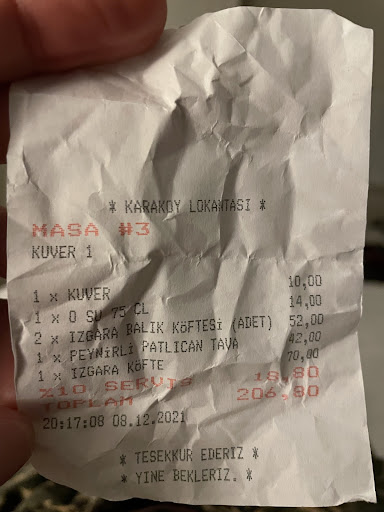 * KARAKOY LOKANTASI *
MASA #3
KUVER 1
1 x KUVER 10,00
1 x O SU 75 CL 14,00
2 x IZGARA BALIK KÖFTESİ (ADET) 52,00
1 x PEYNİRLİ PATLICAN TAVA 42,00
1 x IZGARA KÖFTE 70,00
%10 SERVIS 18,80
TOPLAM 206,80
20:17:08 08.12.2021
* TESEKKUR EDERIZ *
* YINE BEKLERIZ. *